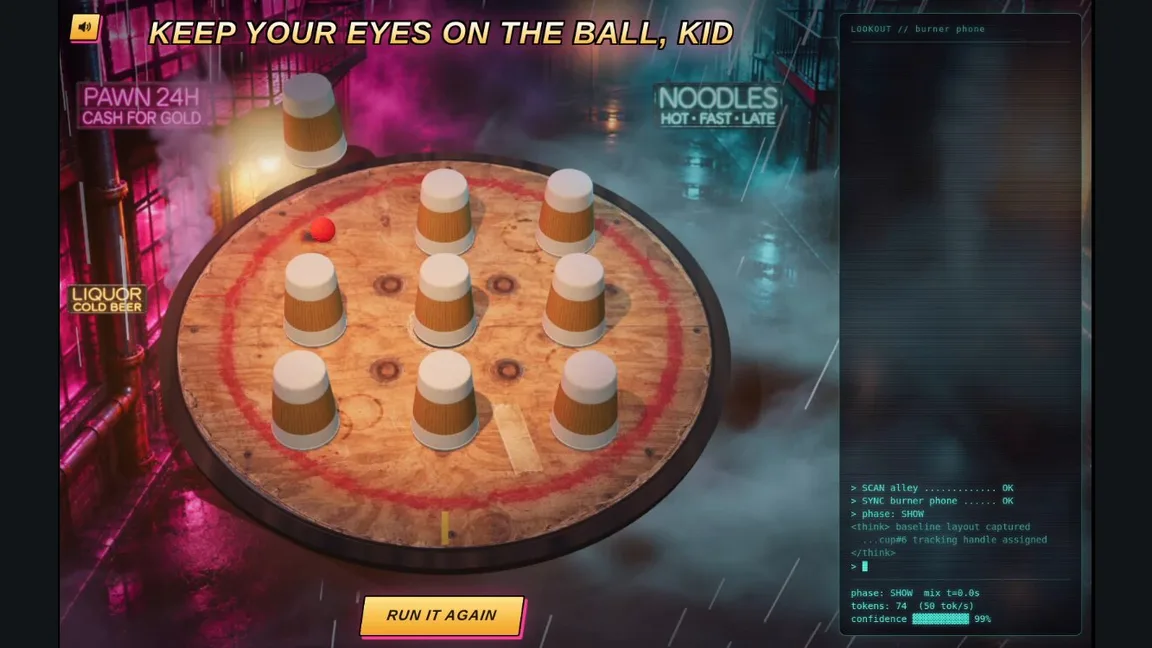 KEEP YOUR EYES ON THE BALL, KID
PAWN 24H
CASH FOR GOLD
NOODLES
HOT • FAST • LATE
LIQUOR
COLD BEER
RUN IT AGAIN
LOOKOUT // burner phone
> SCAN alley ............. OK
> SYNC burner phone ...... OK
> phase: SHOW
<think> baseline layout captured
...cup#6 tracking handle assigned
</think>
>
phase: SHOW  mix t=0.0s
tokens: 74  (50 tok/s)
confidence ▓▓▓▓▓▓▓▓▓▓ 99%